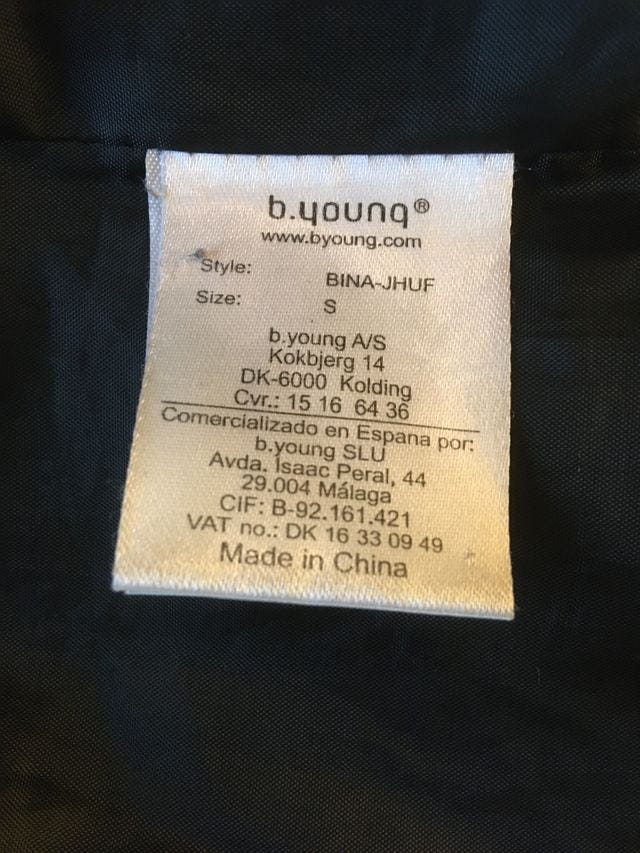 b.young®
www.byoung.com
Style: BINA-JHUF
Size: S
b.young A/S
Kokbjerg 14
DK-6000 Kolding
Cvr.: 15 16 64 36
Comercializado en Espana por:
b.young SLU
Avda. Isaac Peral, 44
29.004 Málaga
CIF: B-92.161.421
VAT no.: DK 16 33 09 49
Made in China